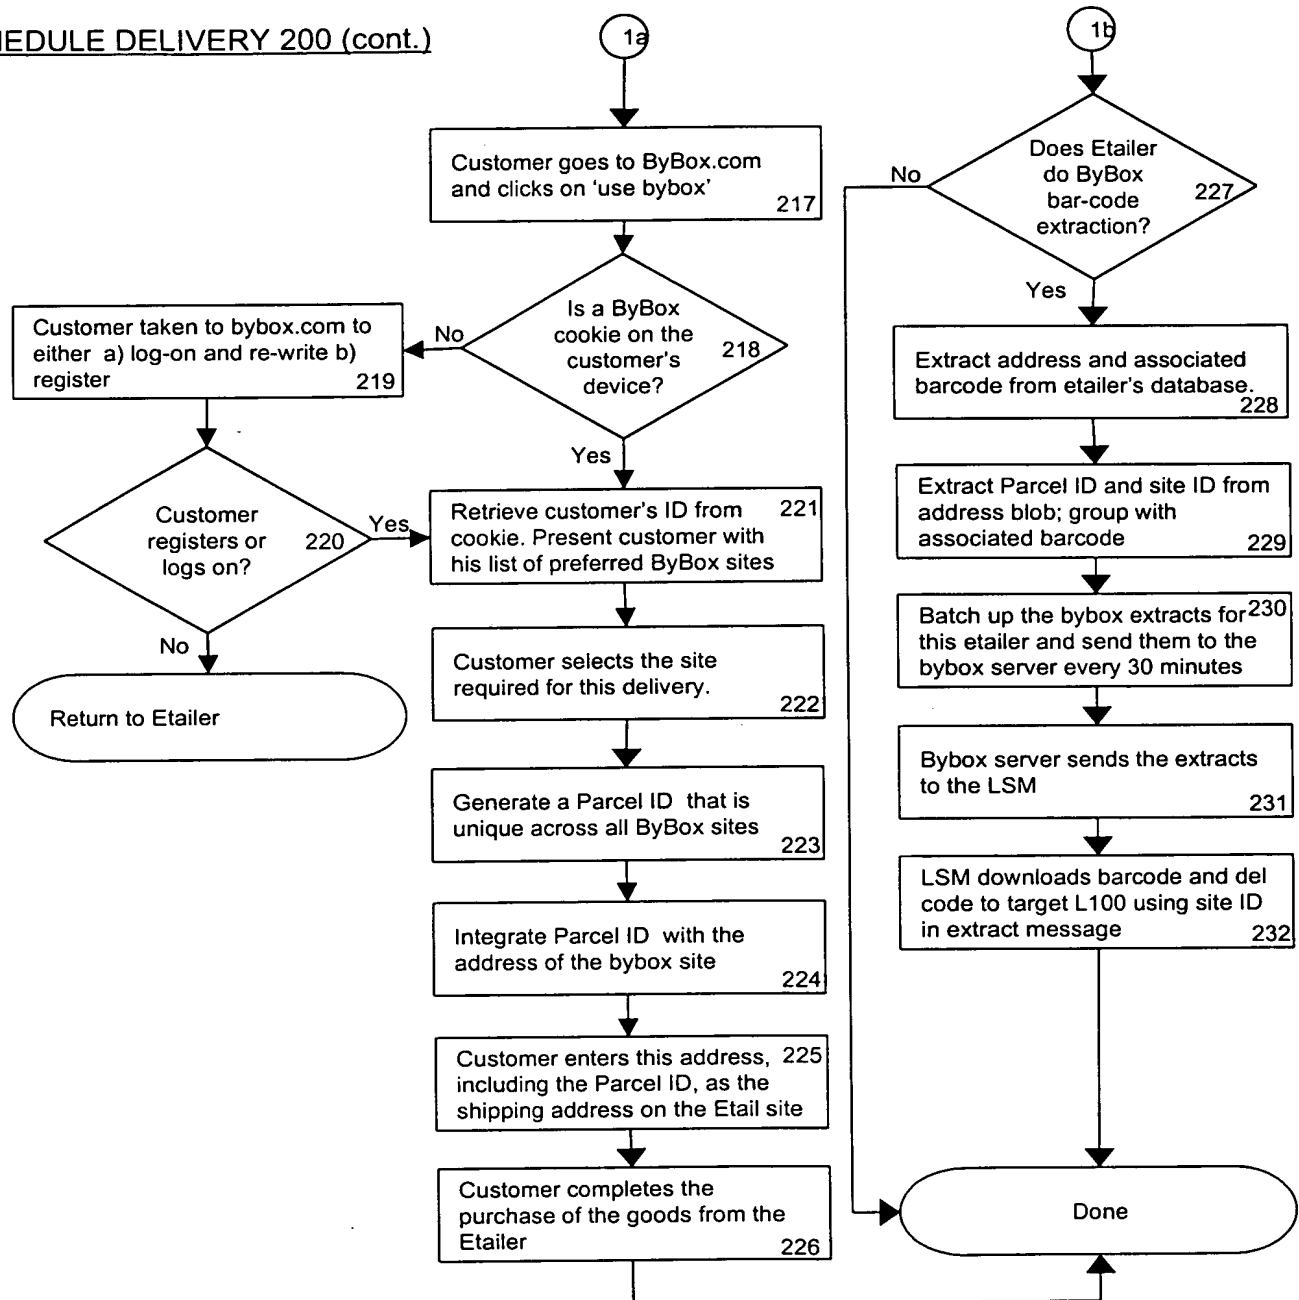 HEDULE DELIVERY 200 (cont.)
1a
Customer goes to ByBox.com
and clicks on 'use bybox'
217
Is a ByBox
cookie on the
customer's
device?
218
No
Yes
Customer taken to bybox.com to
either a) log-on and re-write b)
register
219
Customer
registers or
logs on?
220
Yes
No
Return to Etailer
Retrieve customer's ID from
cookie. Present customer with
his list of preferred ByBox sites
221
Customer selects the site
required for this delivery.
222
Generate a Parcel ID that is
unique across all ByBox sites
223
Integrate Parcel ID with the
address of the bybox site
224
Customer enters this address,
including the Parcel ID, as the
shipping address on the Etail site
225
Customer completes the
purchase of the goods from the
Etailer
226
1b
Does Etailer
do ByBox
bar-code
extraction?
227
No
Yes
Extract address and associated
barcode from etailer's database.
228
Extract Parcel ID and site ID from
address blob; group with
associated barcode
229
Batch up the bybox extracts for
this etailer and send them to the
bybox server every 30 minutes
230
Bybox server sends the extracts
to the LSM
231
LSM downloads barcode and del
code to target L100 using site ID
in extract message
232
Done